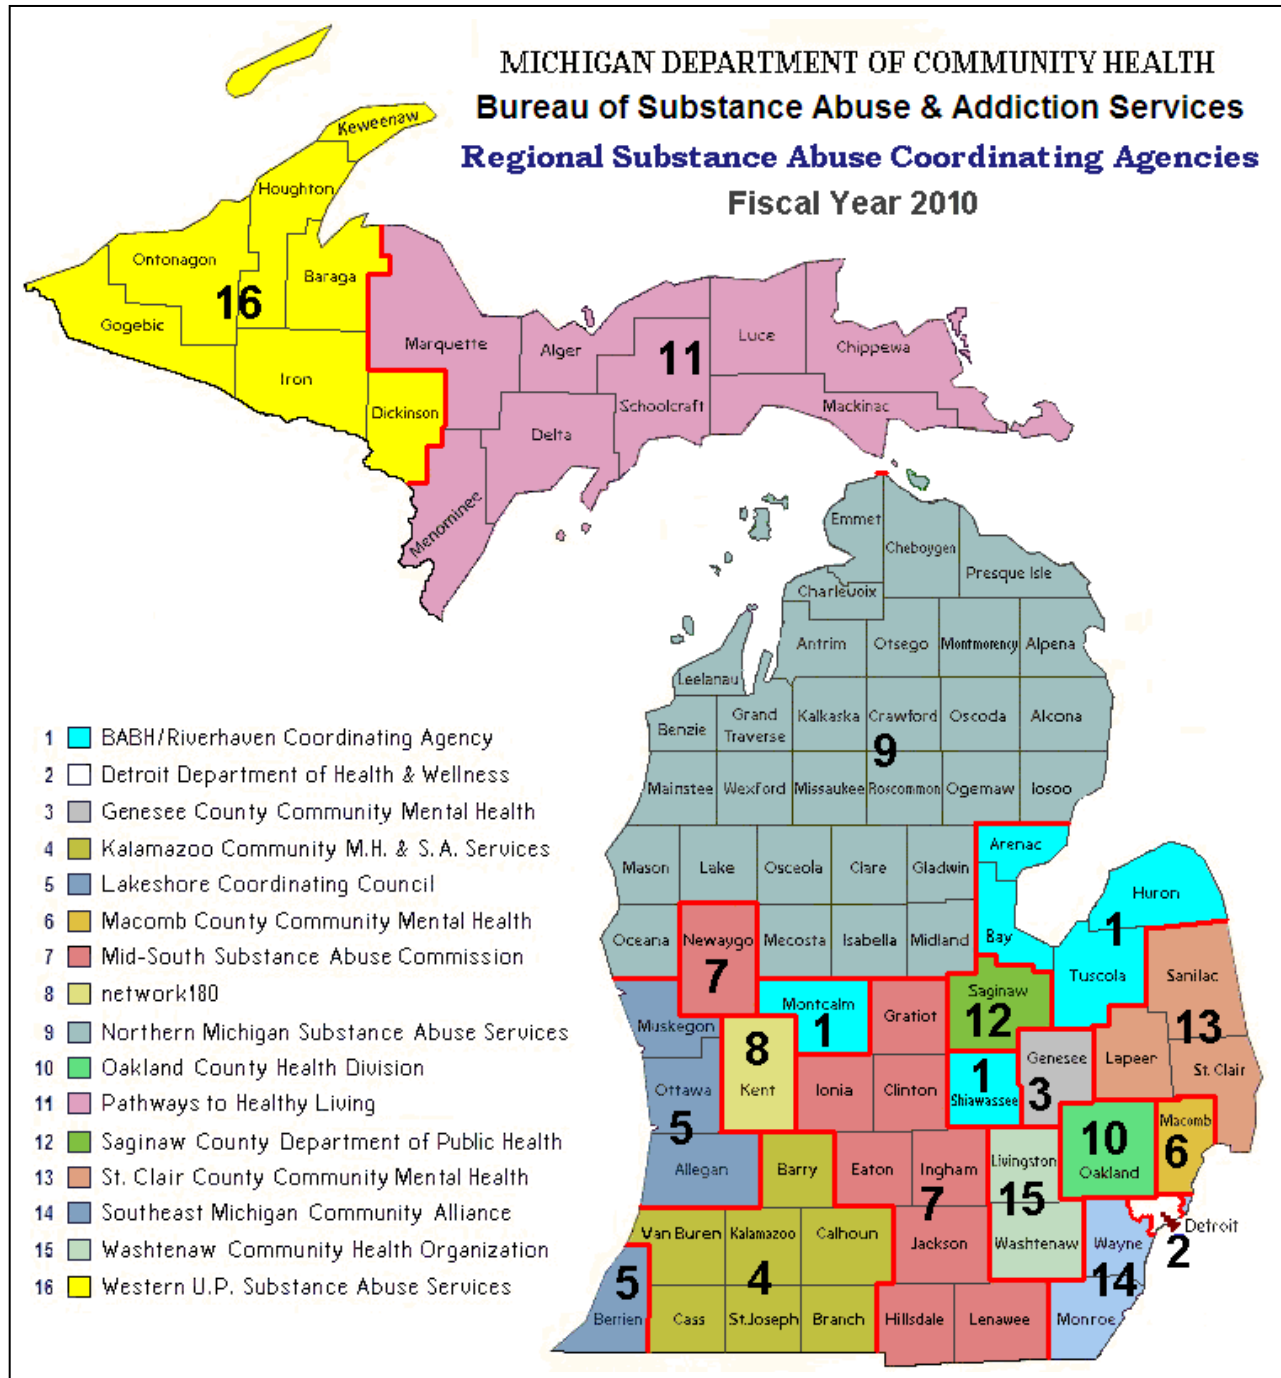 MICHIGAN DEPARTMENT OF COMMUNITY HEALTH
Bureau of Substance Abuse & Addiction Services
Regional Substance Abuse Coordinating Agencies
Fiscal Year 2010
Keweenaw
Houghton
Ontonagon
Baraga
16
Gogebic
Iron
Dickinson
Marquette
Alger
11
Luce
Chippewa
Schoolcraft
Mackinac
Delta
Menominee
Emmet
Cheboygen
Presque Isle
Charlevoix
Antrim
Otsego
Montmorency
Alpena
Leelanau
Benzie
Grand
Traverse
Kalkaska
Crawford
Oscoda
Alcona
9
Mainstee
Wexford
Missaukee
Roscommon
Ogemaw
Iosoo
Arenac
Mason
Lake
Osceola
Clare
Gladwin
Huron
1
Oceana
Newaygo
7
Mecosta
Isabella
Midland
Bay
Tuscola
Sanilac
Muskegon
Montcalm
1
Gratiot
Saginaw
12
13
8
Kent
Ionia
Clinton
1
Shiawassee
Genesee
3
Lapeer
St. Clair
Ottawa
5
Allegan
Barry
Eaton
Ingham
7
Livingston
15
10
Oakland
Macomb
6
Van Buren
Kalamazoo
Calhoun
4
Jackson
Washtenaw
Wayne
14
Detroit
2
5
Berrien
Cass
St.Joseph
Branch
Hillsdale
Lenawee
Monroe
1 BABH/Riverhaven Coordinating Agency
2 Detroit Department of Health & Wellness
3 Genesee County Community Mental Health
4 Kalamazoo Community M.H. & S.A. Services
5 Lakeshore Coordinating Council
6 Macomb County Community Mental Health
7 Mid-South Substance Abuse Commission
8 network180
9 Northern Michigan Substance Abuse Services
10 Oakland County Health Division
11 Pathways to Healthy Living
12 Saginaw County Department of Public Health
13 St. Clair County Community Mental Health
14 Southeast Michigan Community Alliance
15 Washtenaw Community Health Organization
16 Western U.P. Substance Abuse Services